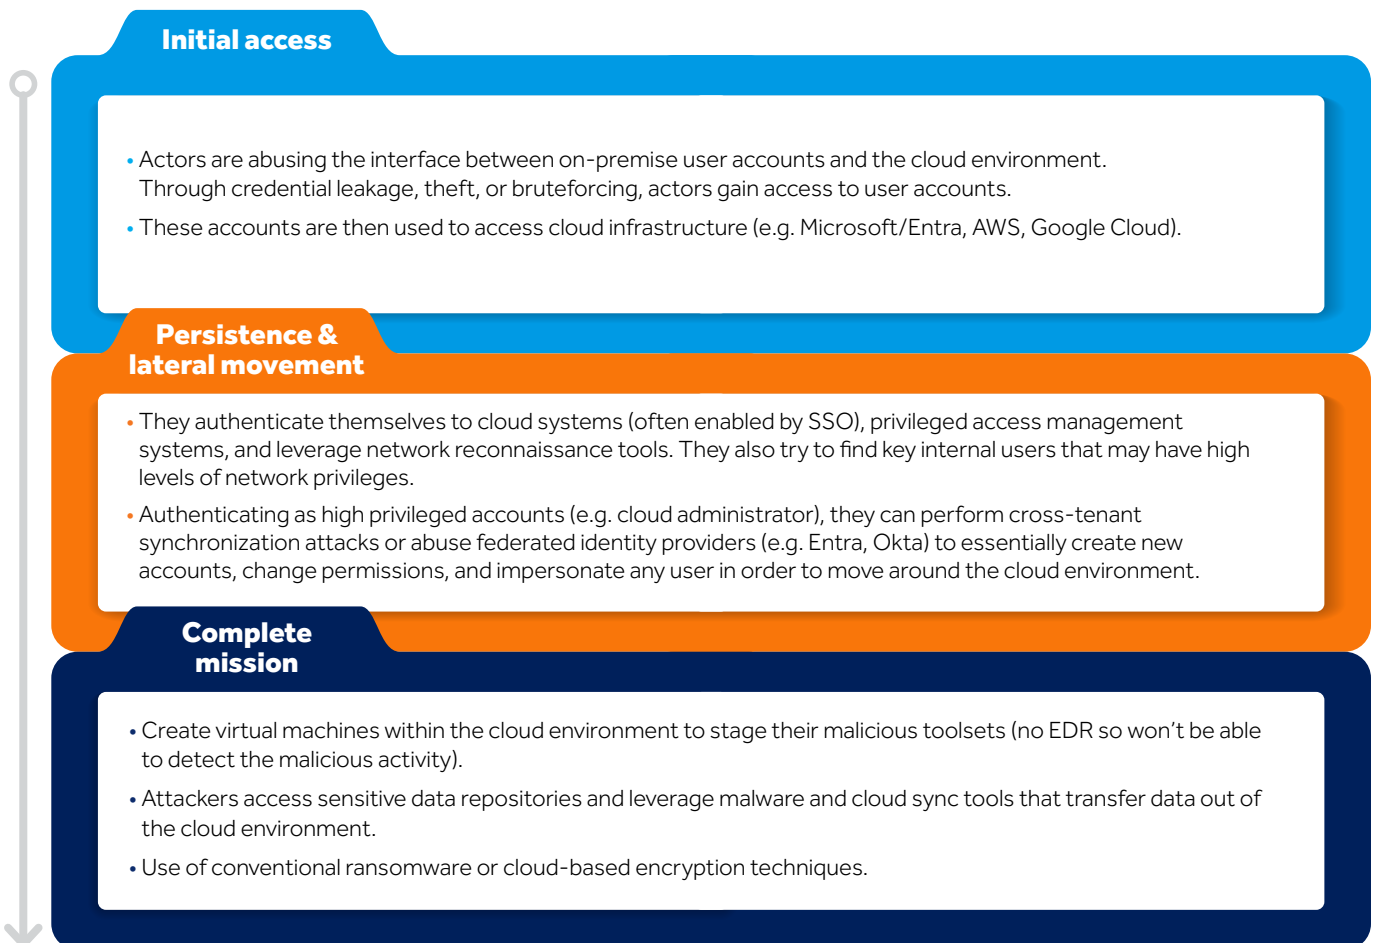 Initial access
• Actors are abusing the interface between on-premise user accounts and the cloud environment.
Through credential leakage, theft, or bruteforcing, actors gain access to user accounts.
• These accounts are then used to access cloud infrastructure (e.g. Microsoft/Entra, AWS, Google Cloud).
Persistence &
lateral movement
• They authenticate themselves to cloud systems (often enabled by SSO), privileged access management
systems, and leverage network reconnaissance tools. They also try to find key internal users that may have high
levels of network privileges.
• Authenticating as high privileged accounts (e.g. cloud administrator), they can perform cross-tenant
synchronization attacks or abuse federated identity providers (e.g. Entra, Okta) to essentially create new
accounts, change permissions, and impersonate any user in order to move around the cloud environment.
Complete
mission
• Create virtual machines within the cloud environment to stage their malicious toolsets (no EDR so won't be able
to detect the malicious activity).
• Attackers access sensitive data repositories and leverage malware and cloud sync tools that transfer data out of
the cloud environment.
• Use of conventional ransomware or cloud-based encryption techniques.